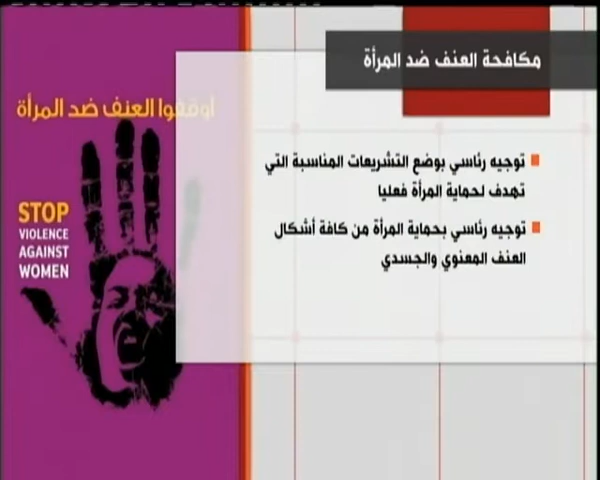 مكافحة العنف ضد المرأة
توجيه رئاسي بوضع التشريعات المناسبة التي
تهدف لحماية المرأة فعليا
توجيه رئاسي بحماية المرأة من كافة أشكال
العنف المعنوي والجسدي
أوقفوا العنف ضد المرأة
STOP
VIOLENCE
AGAINST
WOMEN